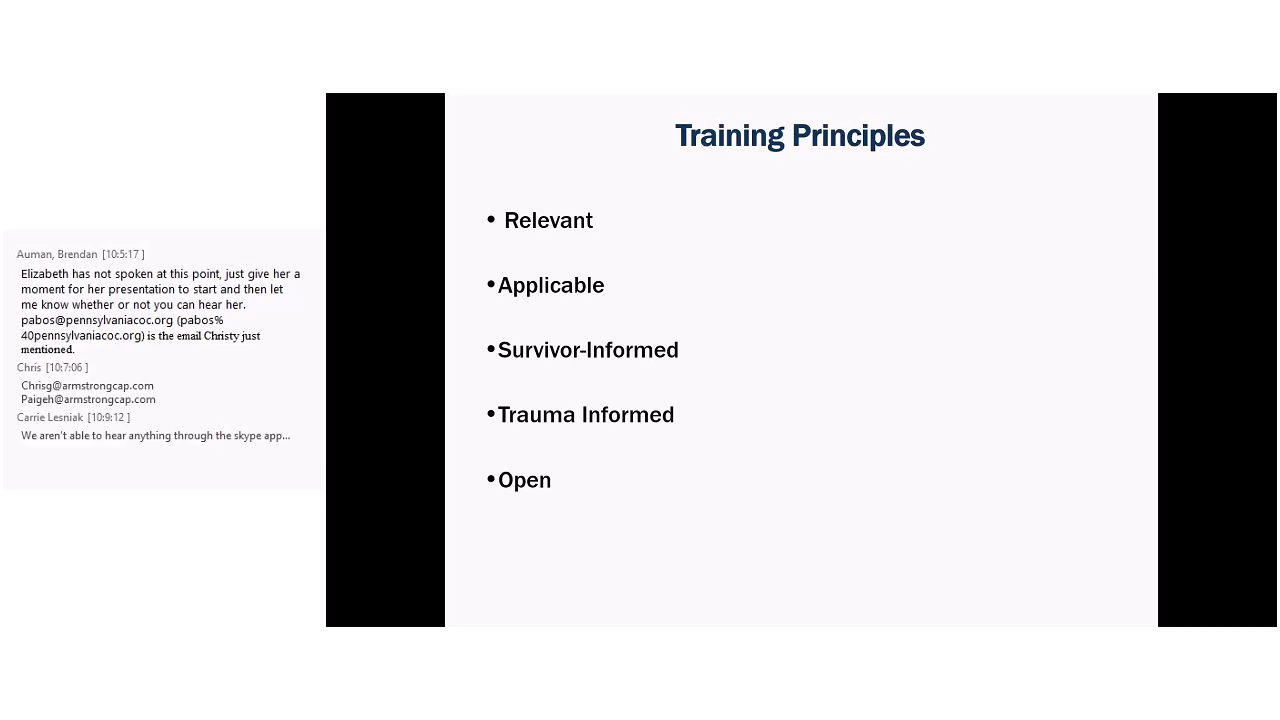 Auman, Brendan [10:5:17 ]
Elizabeth has not spoken at this point, just give her a
moment for her presentation to start and then let
me know whether or not you can hear her.
pabos@pennsylvaniacoc.org (pabos%
40pennsylvaniacoc.org) is the email Christy just
mentioned.
Chris [10:7:06 ]
Chrisg@armstrongcap.com
Paigeh@armstrongcap.com
Carrie Lesniak [10:9:12 ]
We aren't able to hear anything through the skype app...
Training Principles
• Relevant
•Applicable
•Survivor-Informed
•Trauma Informed
•Open